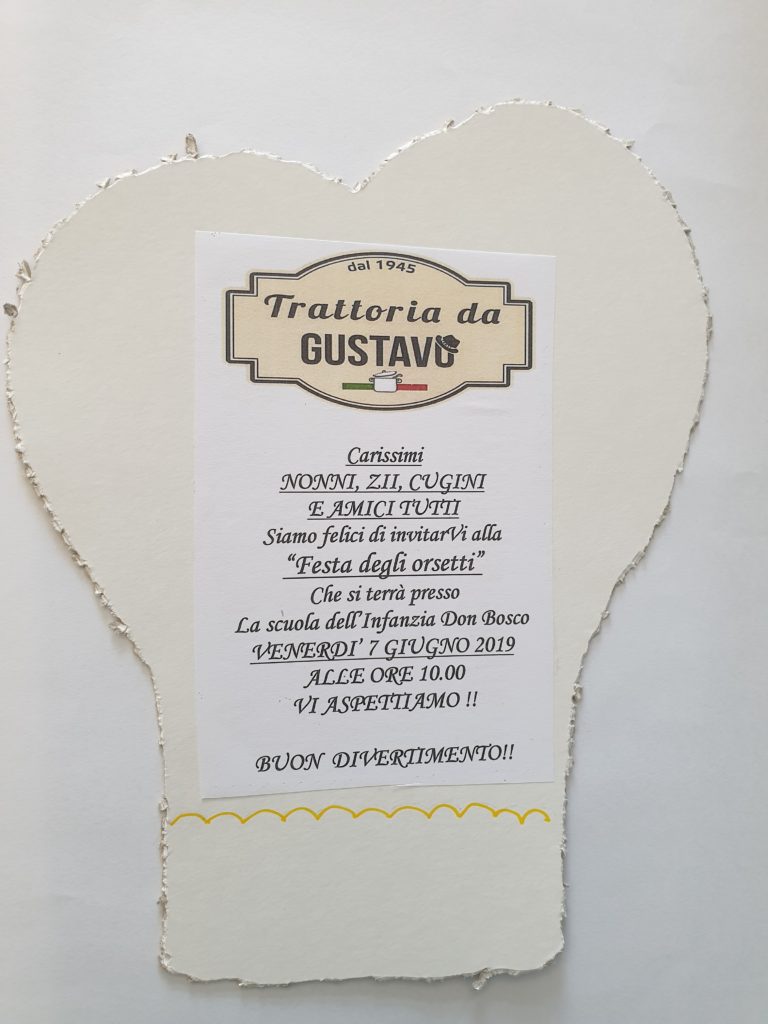 dal 1945
Trattoria da
GUSTAVO
Carissimi
NONNI, ZII, CUGINI
E AMICI TUTTI
Siamo felici di invitarVi alla
“Festa degli orsetti”
Che si terrà presso
La scuola dell’Infanzia Don Bosco
VENERDI’ 7 GIUGNO 2019
ALLE ORE 10.00
VI ASPETTIAMO !!
BUON DIVERTIMENTO!!